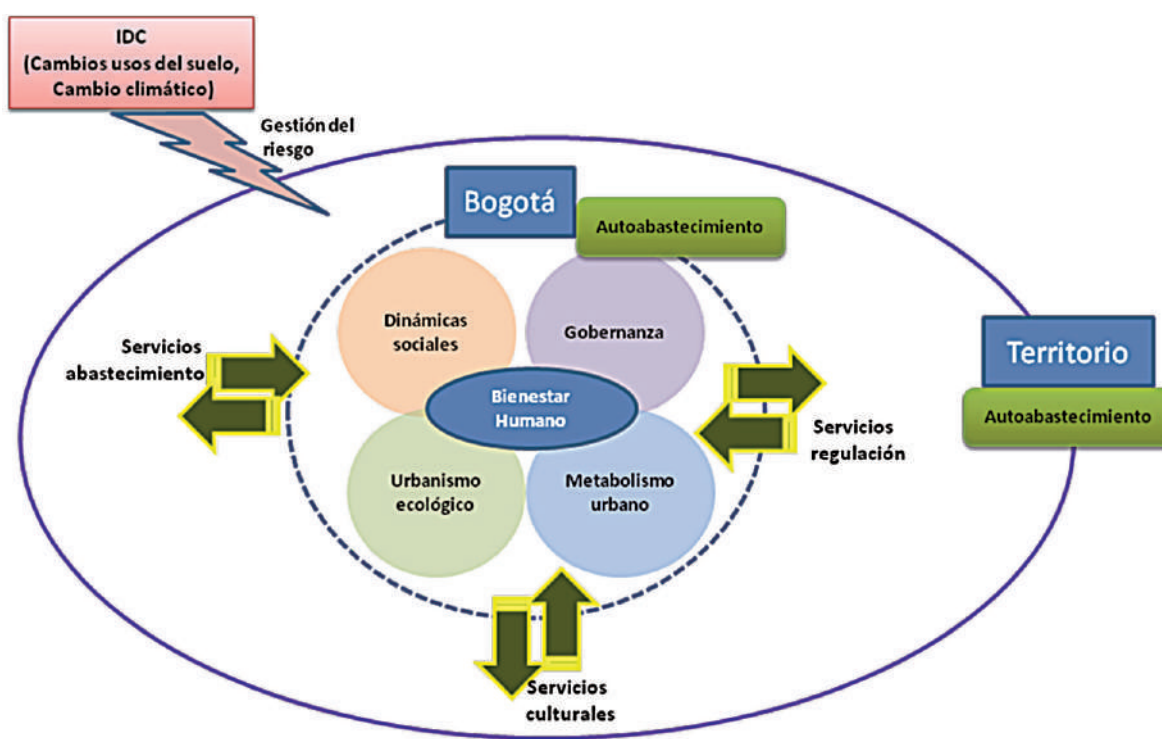 IDC
(Cambios usos del suelo,
Cambio climático)
Gestión del
riesgo
Bogotá
Autoabastecimiento
Dinámicas
sociales
Gobernanza
Servicios
abastecimiento
Bienestar
Humano
Territorio
Autoabastecimiento
Servicios
regulación
Urbanismo
ecológico
Metabolismo
urbano
Servicios
culturales